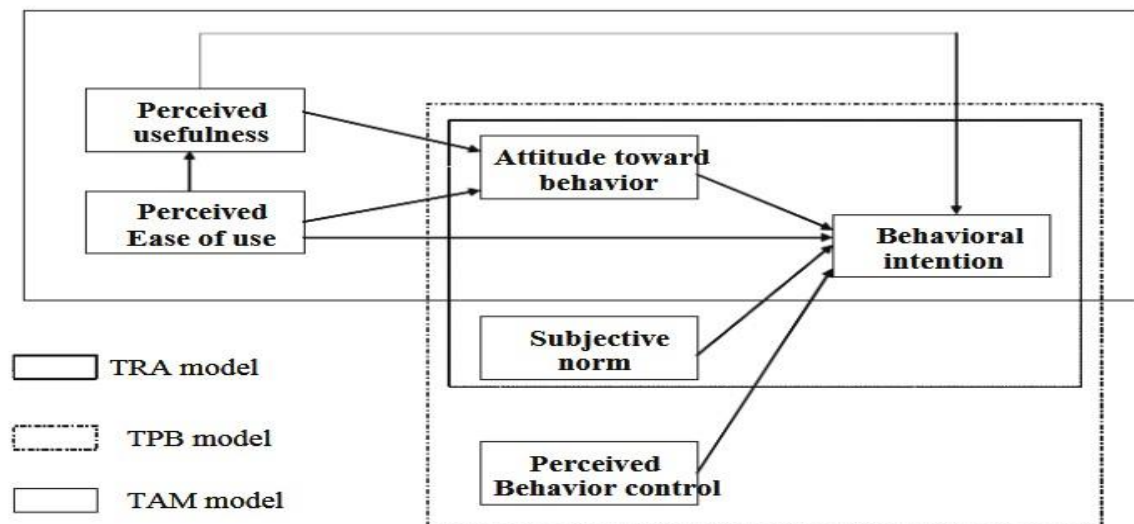 Perceived
usefulness
Attitude toward
behavior
Perceived
Ease of use
Behavioral
intention
Subjective
norm
TRA model
TPB model
Perceived
Behavior control
TAM model